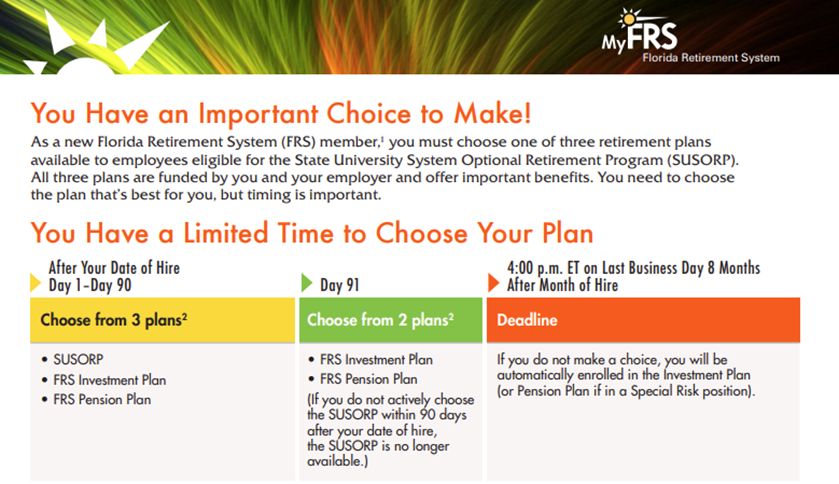 MyFRS
Florida Retirement System
You Have an Important Choice to Make!
As a new Florida Retirement System (FRS) member,¹ you must choose one of three retirement plans
available to employees eligible for the State University System Optional Retirement Program (SUSORP).
All three plans are funded by you and your employer and offer important benefits. You need to choose
the plan that's best for you, but timing is important.
You Have a Limited Time to Choose Your Plan
After Your Date of Hire
Day 1–Day 90
Choose from 3 plans²
• SUSORP
• FRS Investment Plan
• FRS Pension Plan
Day 91
Choose from 2 plans²
• FRS Investment Plan
• FRS Pension Plan
(If you do not actively choose
the SUSORP within 90 days
after your date of hire,
the SUSORP is no longer
available.)
4:00 p.m. ET on Last Business Day 8 Months
After Month of Hire
Deadline
If you do not make a choice, you will be
automatically enrolled in the Investment Plan
(or Pension Plan if in a Special Risk position).